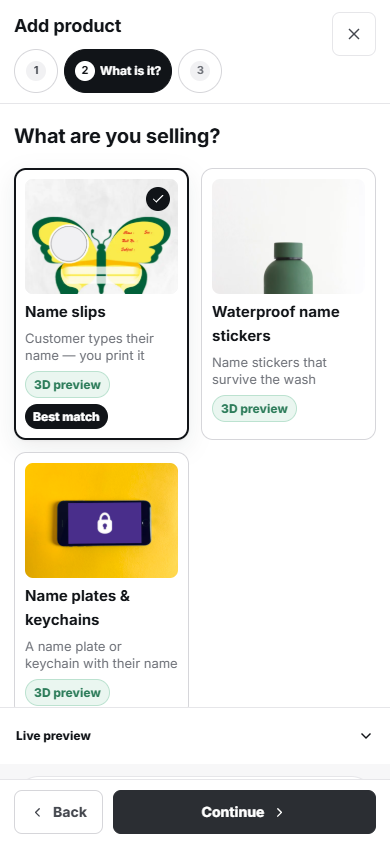 Add product
1
2 What is it?
3
What are you selling?
Name slips
Customer types their
name — you print it
3D preview
Best match
Waterproof name
stickers
Name stickers that
survive the wash
3D preview
Name plates &
keychains
A name plate or
keychain with their name
3D preview
Live preview
Back
Continue